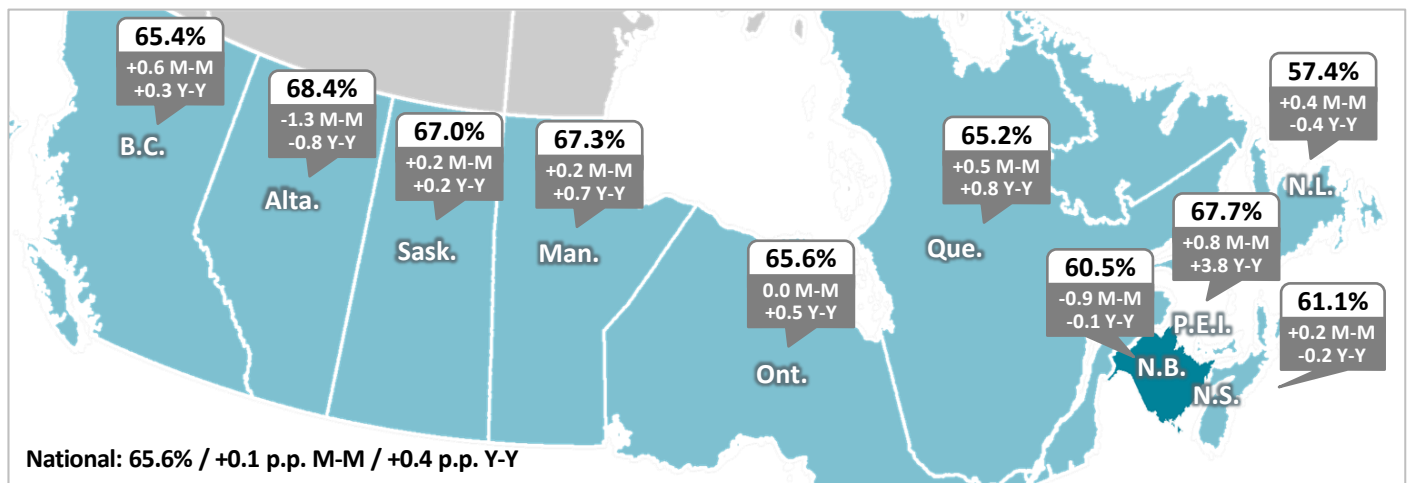 65.4%
+0.6 M-M
+0.3 Y-Y
B.C.
68.4%
-1.3 M-M
-0.8 Y-Y
Alta.
67.0%
+0.2 M-M
+0.2 Y-Y
Sask.
67.3%
+0.2 M-M
+0.7 Y-Y
Man.
65.6%
0.0 M-M
+0.5 Y-Y
Ont.
65.2%
+0.5 M-M
+0.8 Y-Y
Que.
60.5%
-0.9 M-M
-0.1 Y-Y
N.B.
67.7%
+0.8 M-M
+3.8 Y-Y
P.E.I.
57.4%
+0.4 M-M
-0.4 Y-Y
N.L.
61.1%
+0.2 M-M
-0.2 Y-Y
N.S.
National: 65.6% / +0.1 p.p. M-M / +0.4 p.p. Y-Y